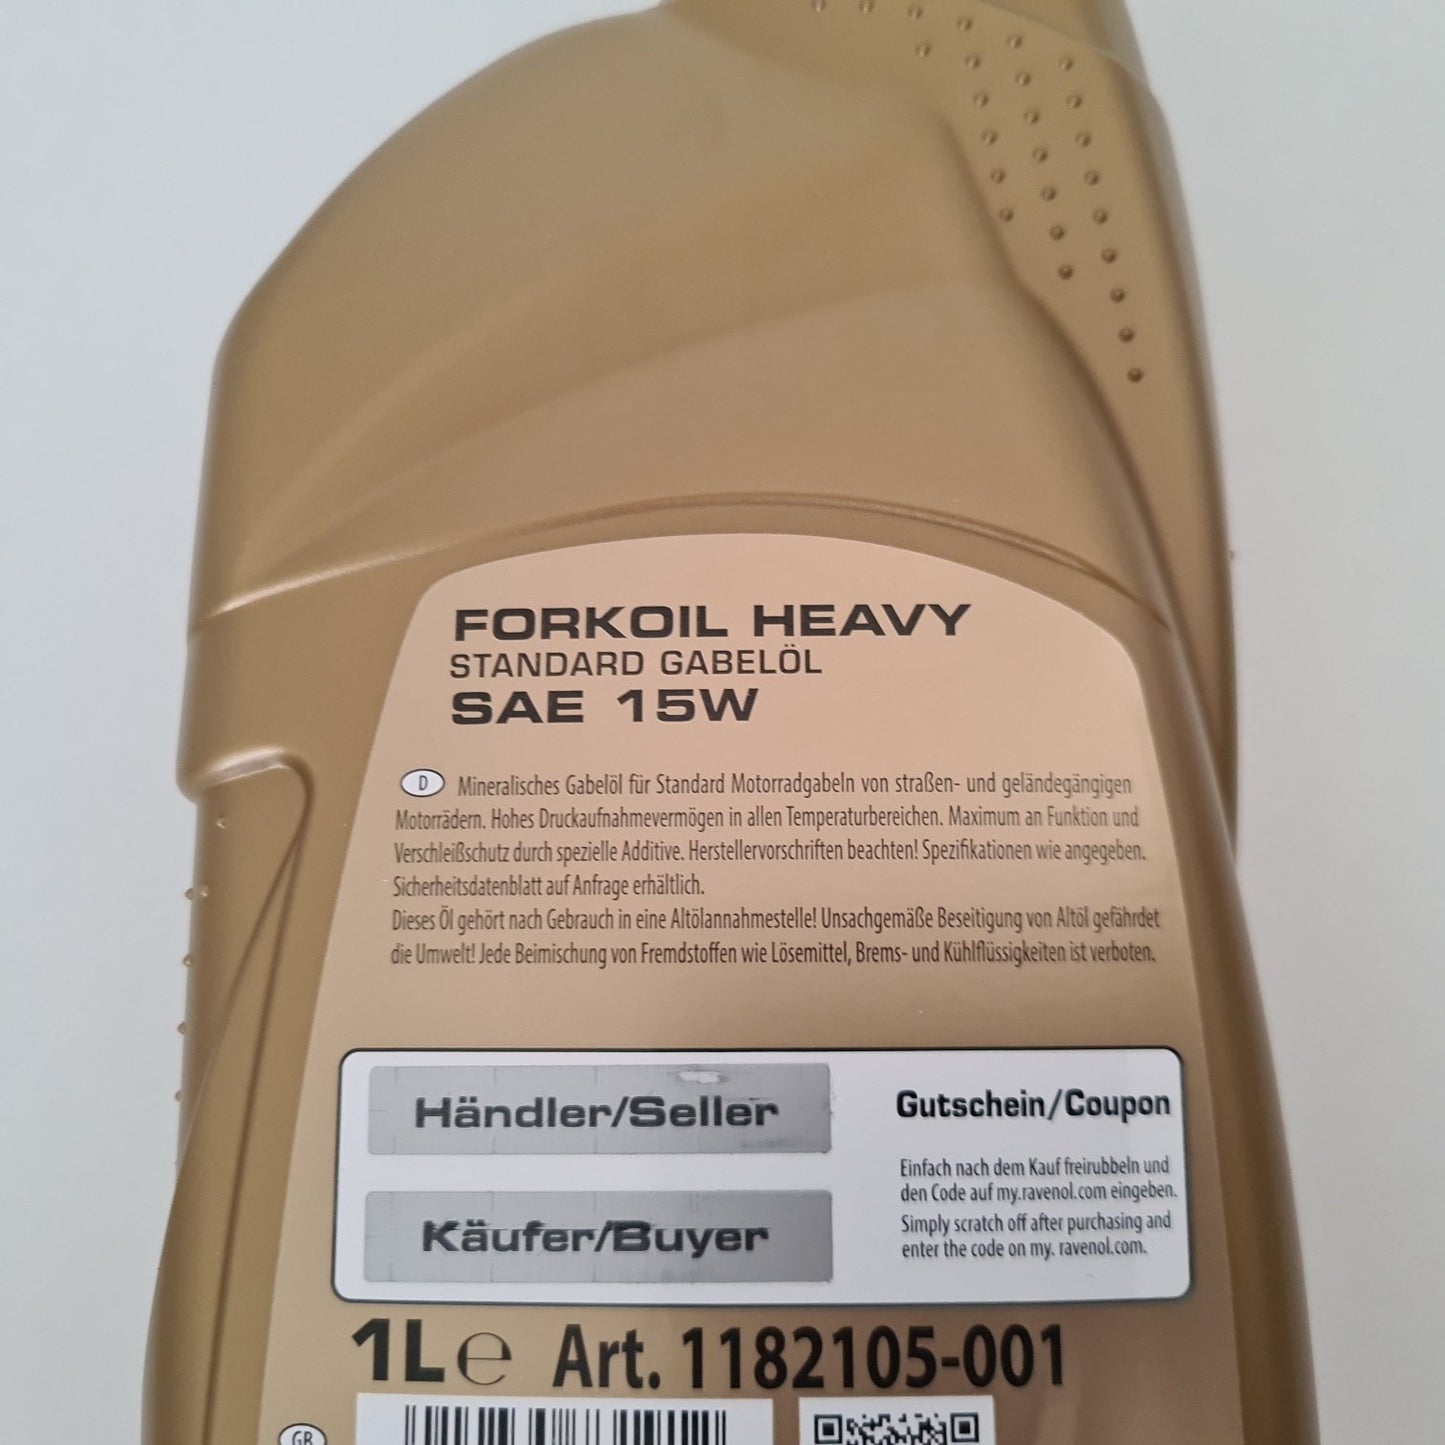 FORKOIL HEAVY
STANDARD GABELÖL
SAE 15W
D Mineralisches Gabelöl für Standard Motorradgabeln von straßen- und geländegängigen
Motorrädern. Hohes Druckaufnahmevermögen in allen Temperaturbereichen. Maximum an Funktion und
Verschleißschutz durch spezielle Additive. Herstellervorschriften beachten! Spezifikationen wie angegeben.
Sicherheitsdatenblatt auf Anfrage erhältlich.
Dieses Öl gehört nach Gebrauch in eine Altölannahmestelle! Unsachgemäße Beseitigung von Altöl gefährdet
die Umwelt! Jede Beimischung von Fremdstoffen wie Lösemittel, Brems- und Kühlflüssigkeiten ist verboten.
Händler/Seller
Käufer/Buyer
Gutschein/Coupon
Einfach nach dem Kauf freirubbeln und
den Code auf my.ravenol.com eingeben.
Simply scratch off after purchasing and
enter the code on my. ravenol.com.
1L ℮ Art. 1182105-001
GB